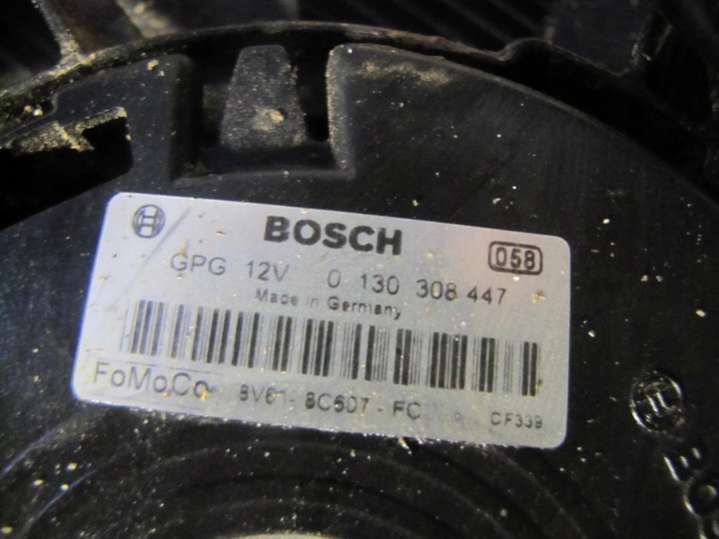 BOSCH
058
GPG 12V 0 130 308 447
Made in Germany
FoMoCo 8V61-8C607-FC CF339